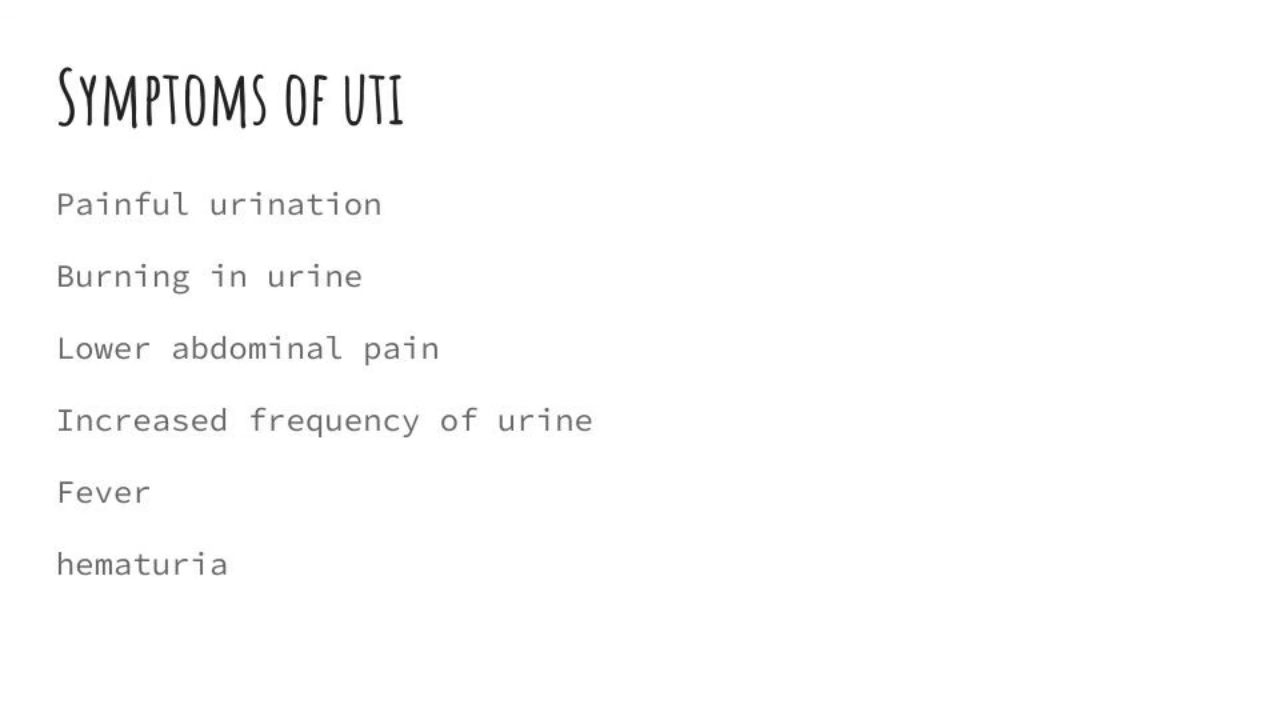 Symptoms of UTI
Painful urination
Burning in urine
Lower abdominal pain
Increased frequency of urine
Fever
hematuria